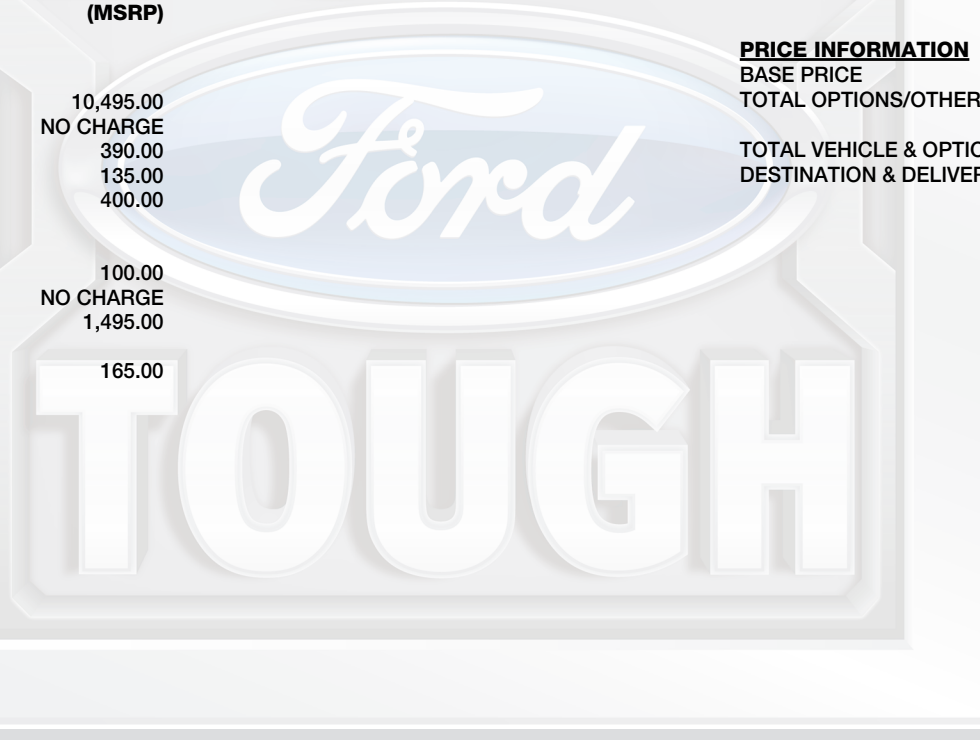 (MSRP)
10,495.00
NO CHARGE
390.00
135.00
400.00
100.00
NO CHARGE
1,495.00
165.00
PRICE INFORMATION
BASE PRICE
TOTAL OPTIONS/OTHER
TOTAL VEHICLE & OPTIO
DESTINATION & DELIVER
Ford
TOUGH